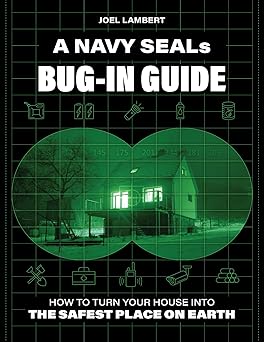 JOEL LAMBERT
A NAVY SEALs
BUG-IN GUIDE
HOW TO TURN YOUR HOUSE INTO
THE SAFEST PLACE ON EARTH